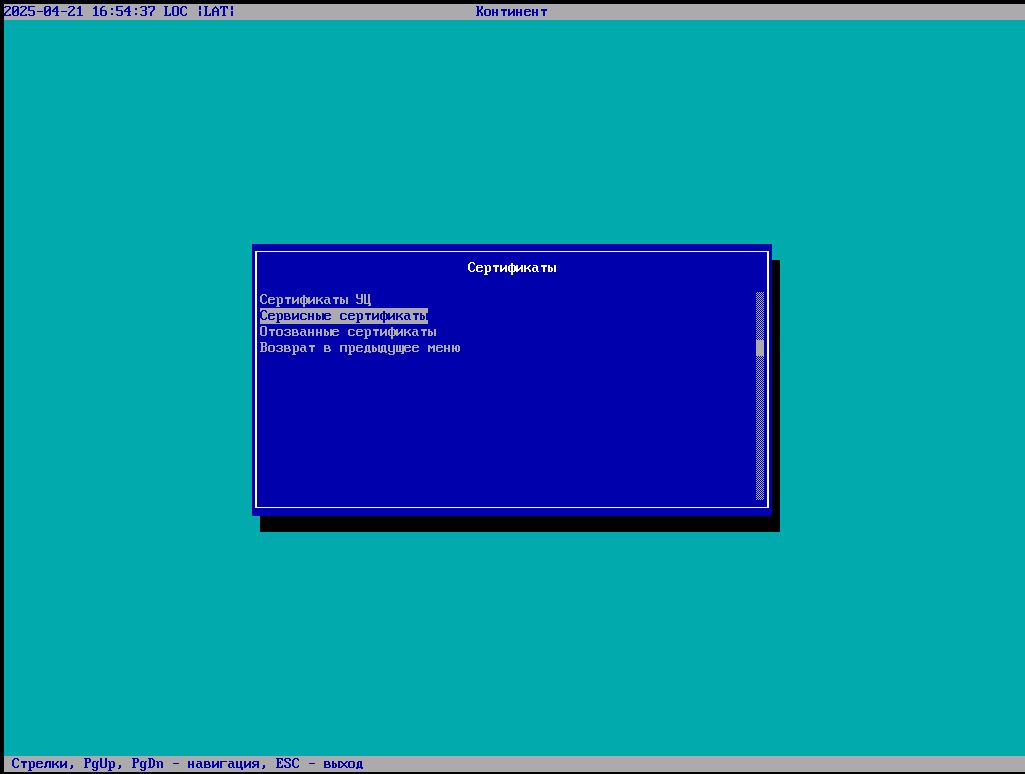 2025-04-21 16:54:37 LOC ¦LAT¦ Континент
Сертификаты
Сертификаты УЦ
Сервисные сертификаты
Отозванные сертификаты
Возврат в предыдущее меню
Стрелки, PgUp, PgDn - навигация, ESC - выход